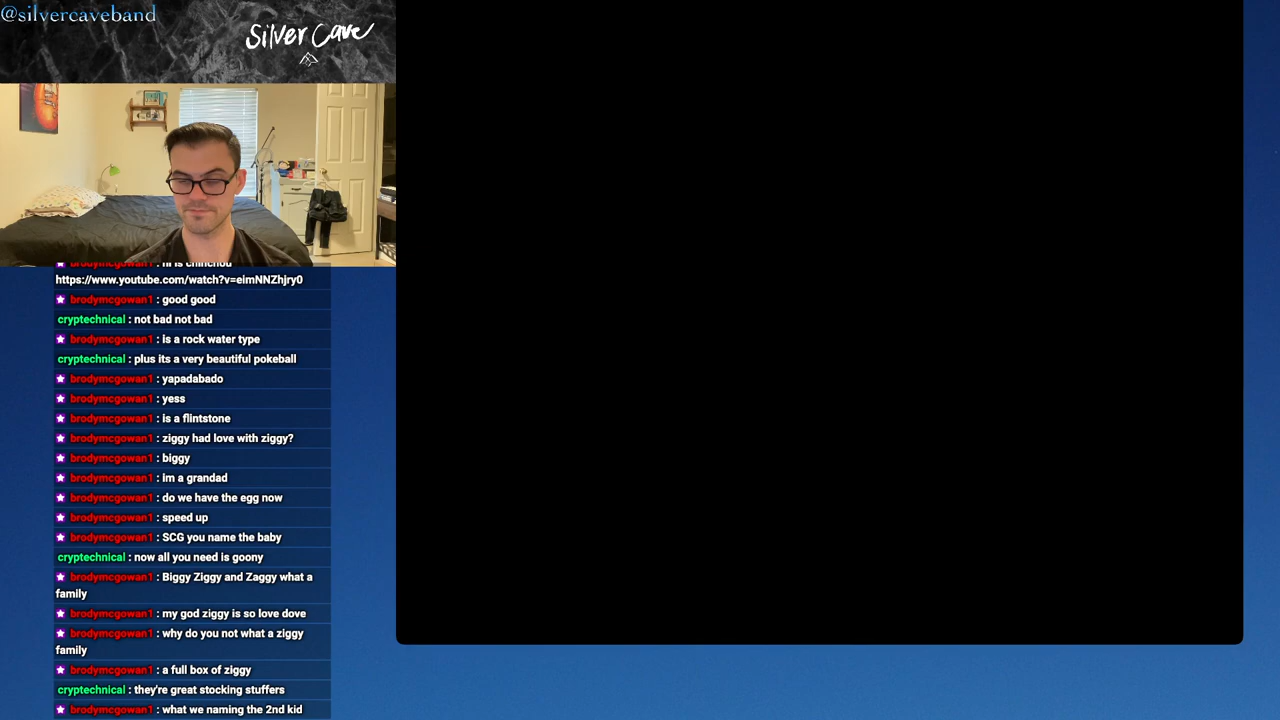 @silvercaveband
Silver Cave
brodymcgowan1 : hi is chinchou
https://www.youtube.com/watch?v=eimNNZhjry0
brodymcgowan1 : good good
cryptechnical : not bad not bad
brodymcgowan1 : is a rock water type
cryptechnical : plus its a very beautiful pokeball
brodymcgowan1 : yapadabado
brodymcgowan1 : yess
brodymcgowan1 : is a flintstone
brodymcgowan1 : ziggy had love with ziggy?
brodymcgowan1 : biggy
brodymcgowan1 : im a grandad
brodymcgowan1 : do we have the egg now
brodymcgowan1 : speed up
brodymcgowan1 : SCG you name the baby
cryptechnical : now all you need is goony
brodymcgowan1 : Biggy Ziggy and Zaggy what a
family
brodymcgowan1 : my god ziggy is so love dove
brodymcgowan1 : why do you not what a ziggy
family
brodymcgowan1 : a full box of ziggy
cryptechnical : they're great stocking stuffers
brodymcgowan1 : what we naming the 2nd kid